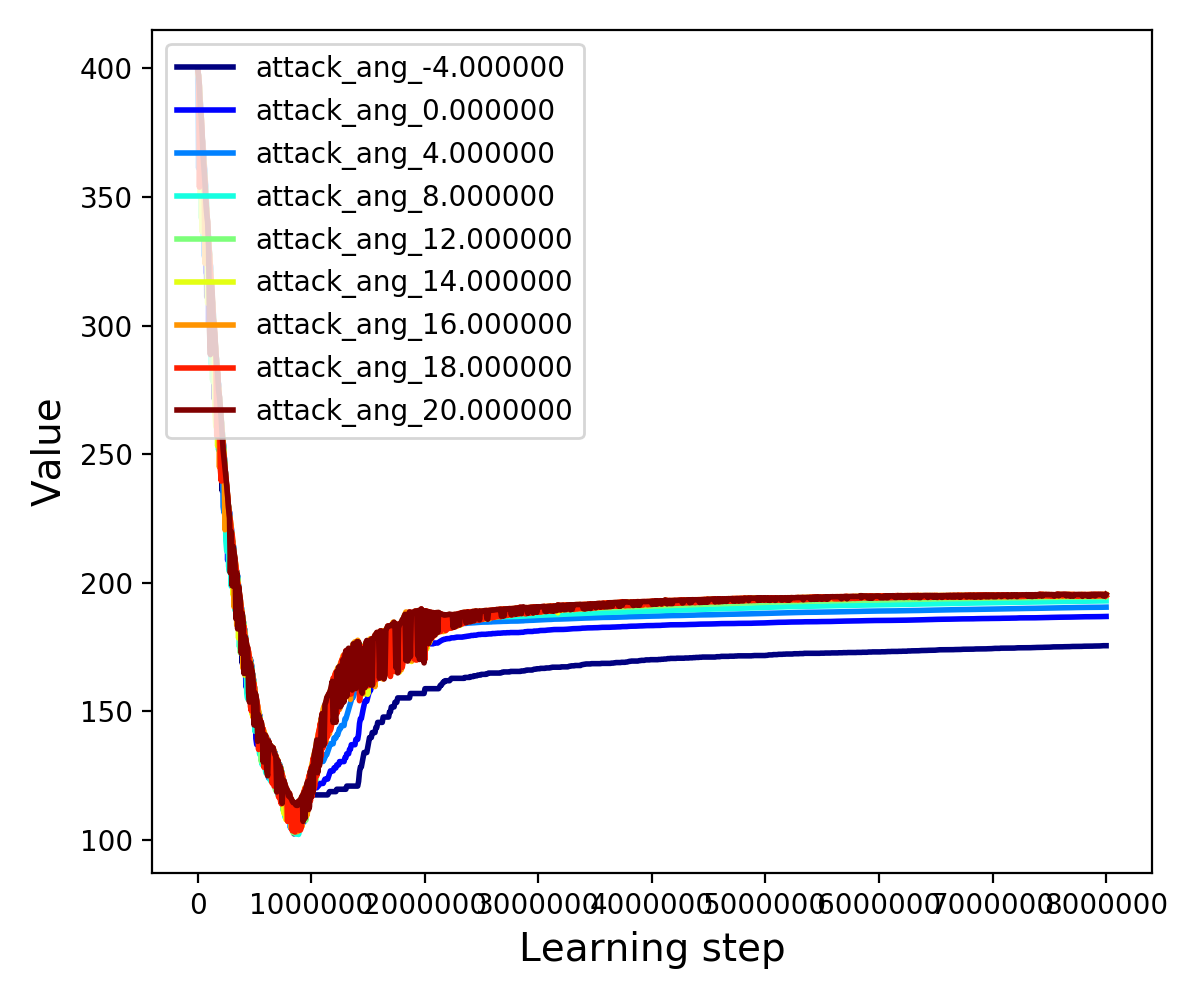 400
350
300
250
200
150
100
Value
attack_ang_-4.000000
attack_ang_0.000000
attack_ang_4.000000
attack_ang_8.000000
attack_ang_12.000000
attack_ang_14.000000
attack_ang_16.000000
attack_ang_18.000000
attack_ang_20.000000
0 1000000 2000000 3000000 4000000 5000000 6000000 7000000 8000000
Learning step